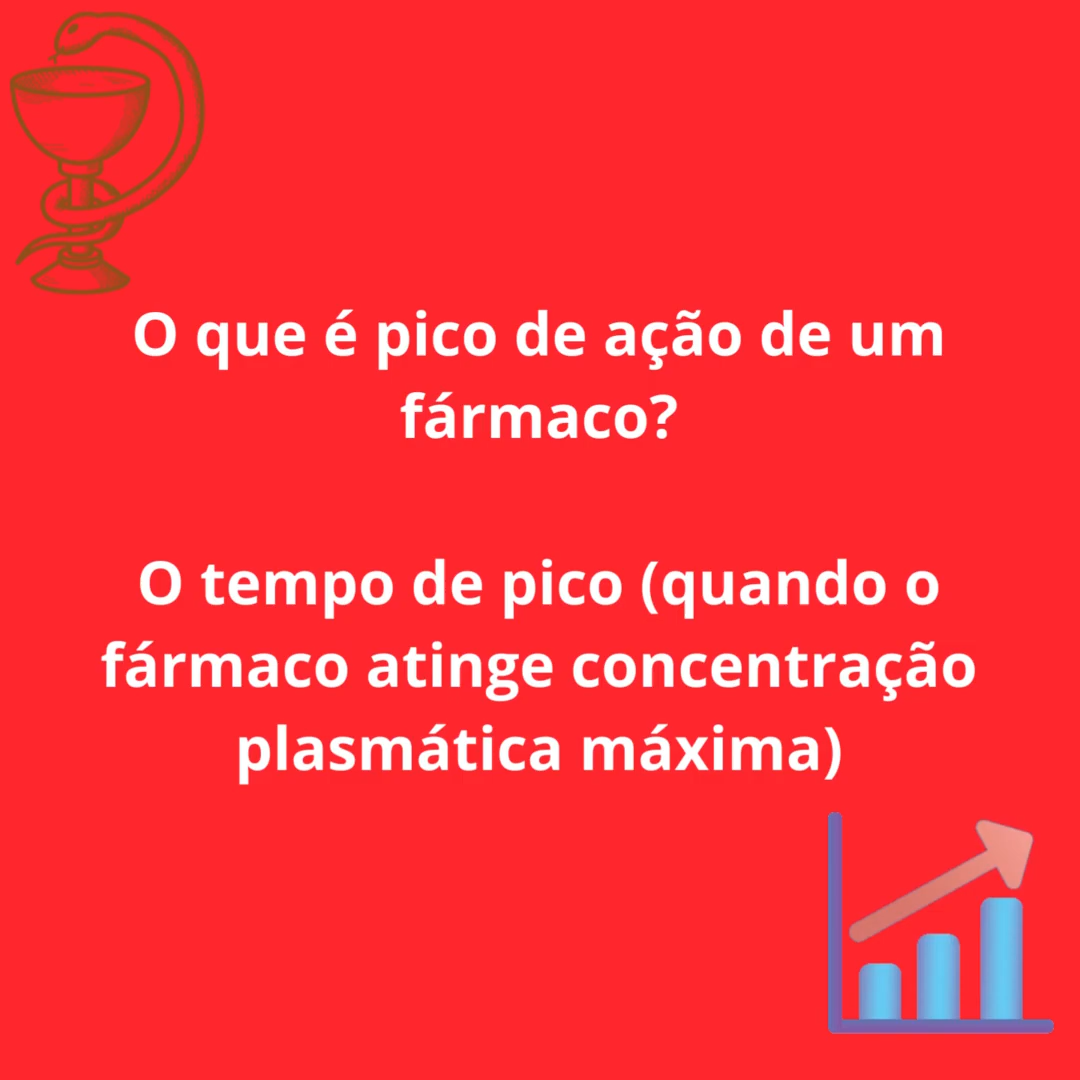 O que é pico de ação de um
fármaco?
O tempo de pico (quando o
fármaco atinge concentração
plasmática máxima)